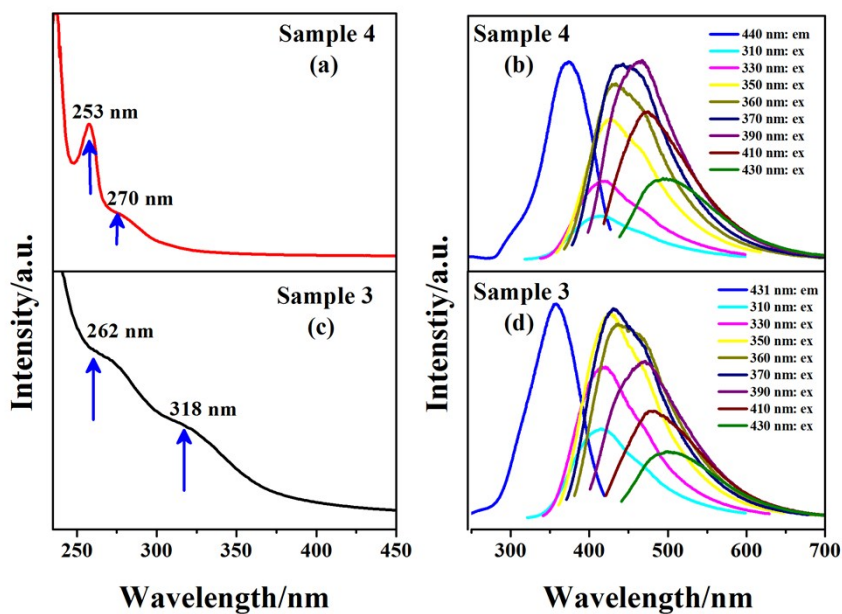 Sample 4
(a)
253 nm
270 nm
Sample 4
(b)
440 nm: em
310 nm: ex
330 nm: ex
350 nm: ex
360 nm: ex
370 nm: ex
390 nm: ex
410 nm: ex
430 nm: ex
Intensity/a.u.
Sample 3
(c)
262 nm
318 nm
Intenstiy/a.u.
Sample 3
(d)
431 nm: em
310 nm: ex
330 nm: ex
350 nm: ex
360 nm: ex
370 nm: ex
390 nm: ex
410 nm: ex
430 nm: ex
250 300 350 400 450
Wavelength/nm
300 400 500 600 700
Wavelength/nm